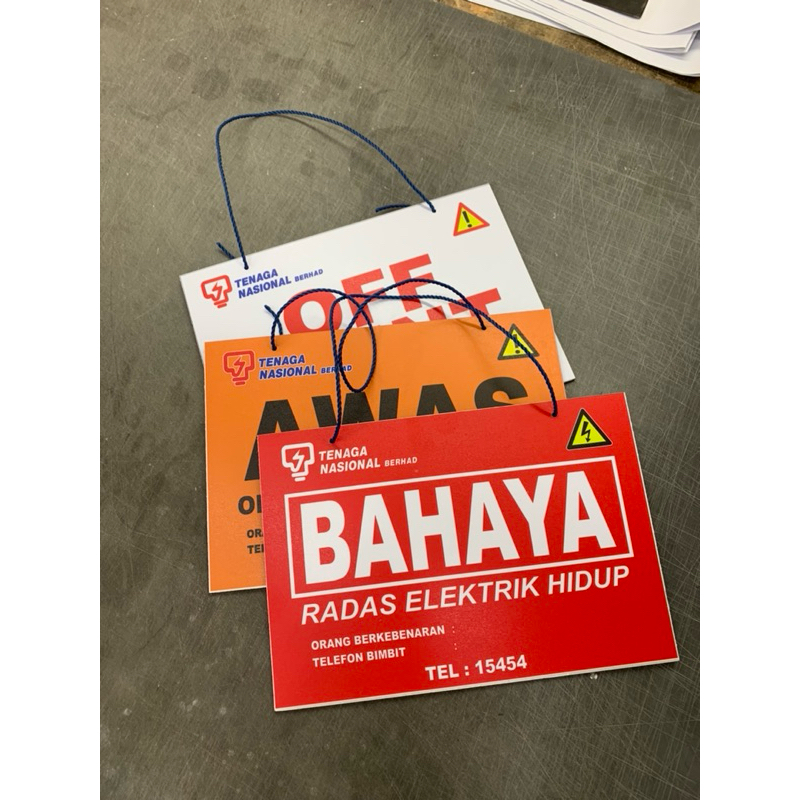 TENAGA
NASIONAL BERHAD
OFF
TENAGA
NASIONAL BERHAD
AWAS
TENAGA
NASIONAL BERHAD
BAHAYA
RADAS ELEKTRIK HIDUP
ORANG BERKEBENARAN :
TELEFON BIMBIT
TEL : 15454